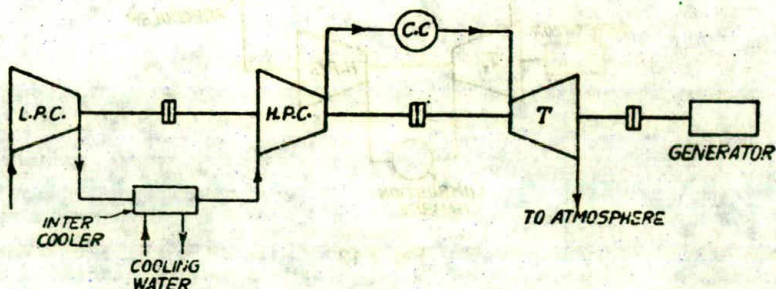 L.P.C.
H.P.C.
C.C
T
GENERATOR
INTER
COOLER
COOLING
WATER
TO ATMOSPHERE